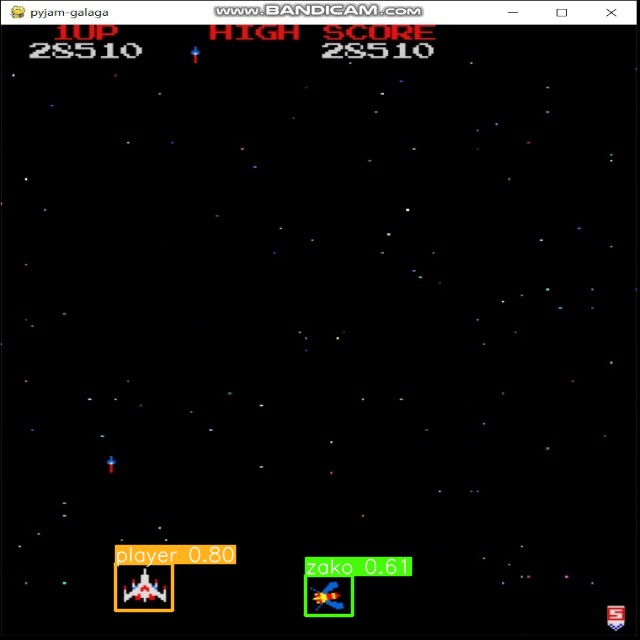 pyjam-galaga
www.BANDICAM.com
1UP HIGH SCORE
28510 28510
player 0.80
zako 0.61
5